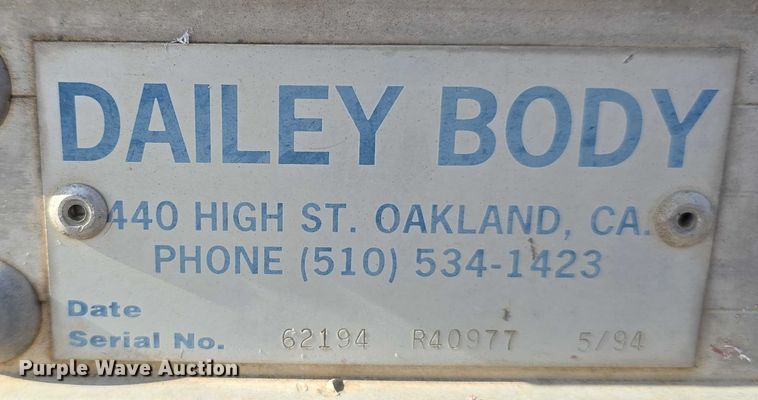 DAILEY BODY
440 HIGH ST. OAKLAND, CA.
PHONE (510) 534-1423
Date
Serial No. 62194 R40977 5/94
Purple Wave Auction